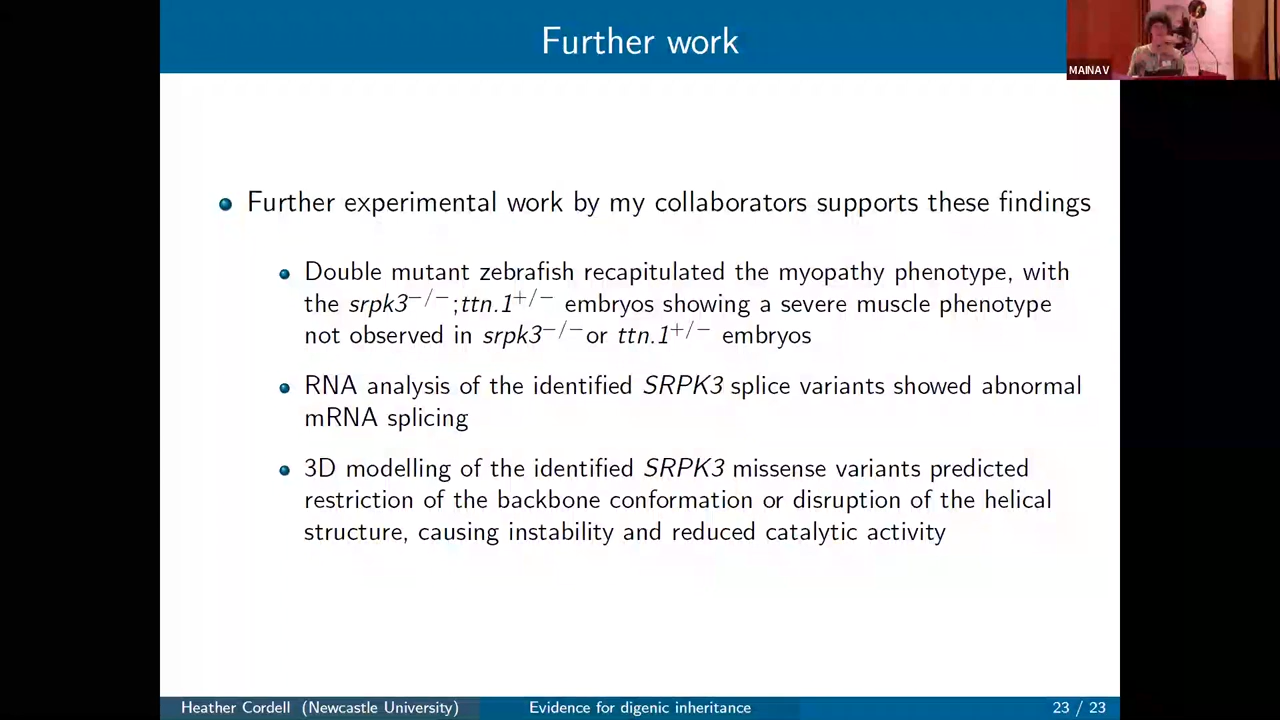 Further work
MAINAV
Further experimental work by my collaborators supports these findings
Double mutant zebrafish recapitulated the myopathy phenotype, with
the srpk3−/−;ttn.1+/− embryos showing a severe muscle phenotype
not observed in srpk3−/−or ttn.1+/− embryos
RNA analysis of the identified SRPK3 splice variants showed abnormal
mRNA splicing
3D modelling of the identified SRPK3 missense variants predicted
restriction of the backbone conformation or disruption of the helical
structure, causing instability and reduced catalytic activity
Heather Cordell (Newcastle University) Evidence for digenic inheritance 23 / 23